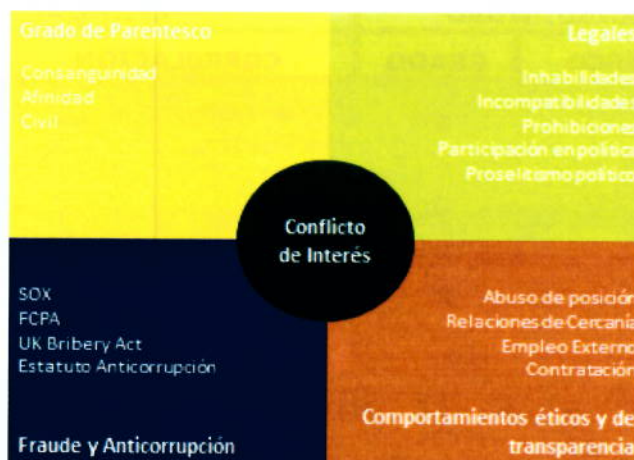 Grado de Parentesco
Consanguinidad
Afinidad
Civil
Legales
Inhabilidades
Incompatibilidades
Prohibiciones
Participación en política
Proselitismo político
Conflicto
de Interés
SOX
FCPA
UK Bribery Act
Estatuto Anticorrupción
Fraude y Anticorrupción
Abuso de posición
Relaciones de Cercanía
Empleo Externo
Contratación
Comportamientos éticos y de
transparencia